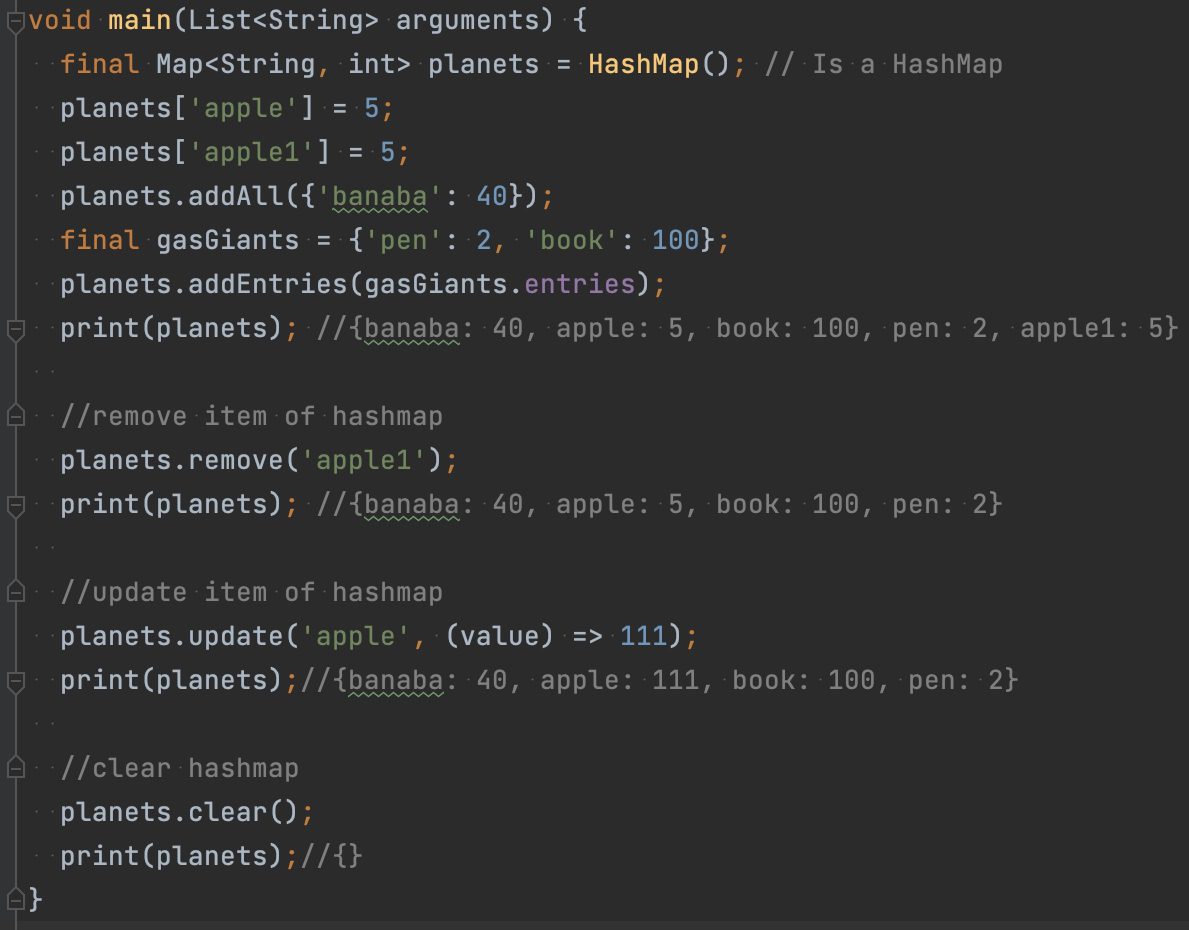 void main(List<String> arguments) {
  final Map<String, int> planets = HashMap(); // Is a HashMap
  planets['apple'] = 5;
  planets['apple1'] = 5;
  planets.addAll({'banaba': 40});
  final gasGiants = {'pen': 2, 'book': 100};
  planets.addEntries(gasGiants.entries);
  print(planets); //{banaba: 40, apple: 5, book: 100, pen: 2, apple1: 5}
  //remove item of hashmap
  planets.remove('apple1');
  print(planets); //{banaba: 40, apple: 5, book: 100, pen: 2}
  //update item of hashmap
  planets.update('apple', (value) => 111);
  print(planets);//{banaba: 40, apple: 111, book: 100, pen: 2}
  //clear hashmap
  planets.clear();
  print(planets);//{}
}